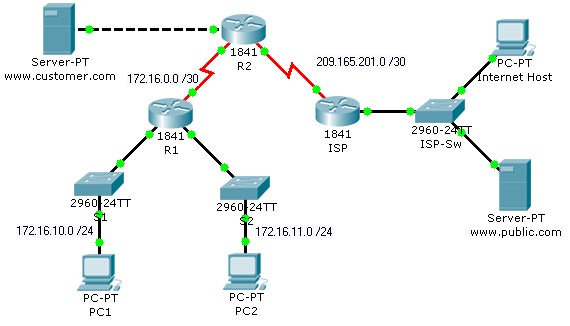 Server-PT
www.customer.com
1841
R2
172.16.0.0 /30
209.165.201.0 /30
PC-PT
Internet Host
1841
R1
1841
ISP
2960-24TT
ISP-Sw
2960-24TT
S1
2960-24TT
S2
172.16.10.0 /24
172.16.11.0 /24
Server-PT
www.public.com
PC-PT
PC1
PC-PT
PC2